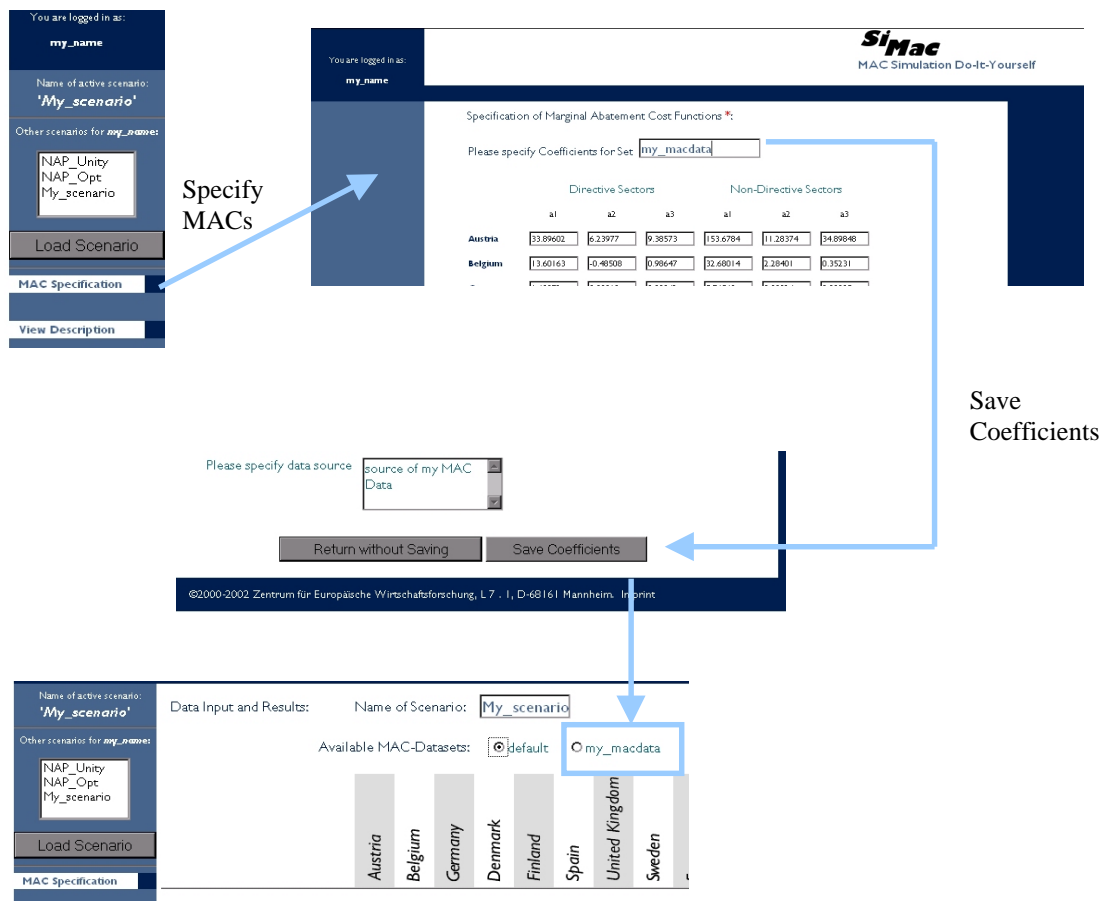 You are logged in as:
my_name
Name of active scenario:
'My_scenario'
Other scenarios for my_name:
NAP_Unity
NAP_Opt
My_scenario
Load Scenario
MAC Specification
View Description
Specify
MACs
You are logged in as:
my_name
SiMac
MAC Simulation Do-It-Yourself
Specification of Marginal Abatement Cost Functions *:
Please specify Coefficients for Set my_macdata
Directive Sectors Non-Directive Sectors
a1 a2 a3 a1 a2 a3
Austria 33.89602 6.23977 9.38573 153.6784 11.28374 34.89848
Belgium 13.60163 -0.48508 0.98647 32.68014 2.28401 0.35231
Save
Coefficients
Please specify data source
source of my MAC
Data
Return without Saving Save Coefficients
©2000-2002 Zentrum für Europäische Wirtschaftsforschung, L 7 . 1, D-68161 Mannheim. Imprint
Name of active scenario:
'My_scenario'
Other scenarios for my_name:
NAP_Unity
NAP_Opt
My_scenario
Load Scenario
MAC Specification
Data Input and Results: Name of Scenario: My_scenario
Available MAC-Datasets: default my_macdata
Austria
Belgium
Germany
Denmark
Finland
Spain
United Kingdom
Sweden